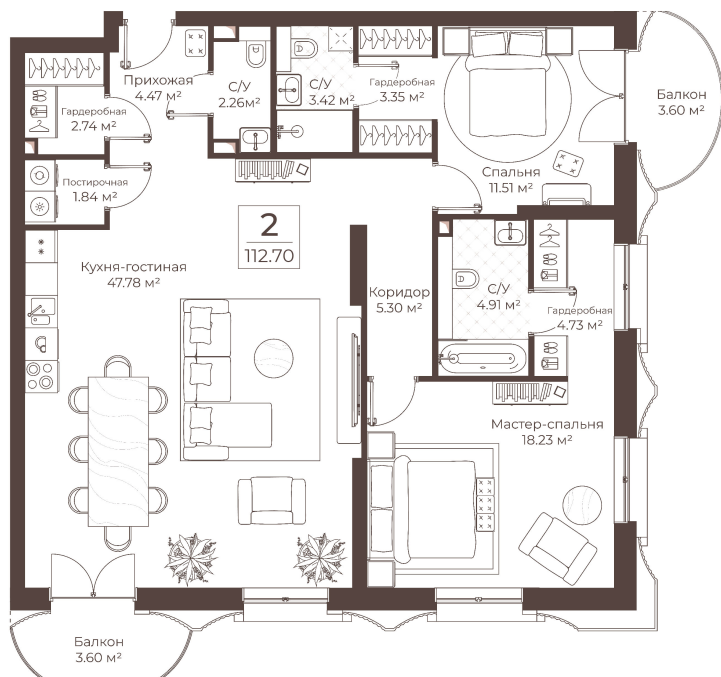 Прихожая
4.47 м²
Гардеробная
2.74 м²
С/У
2.26м²
С/У
3.42 м²
Гардеробная
3.35 м²
Балкон
3.60 м²
Постирочная
1.84 м²
Спальня
11.51 м²
2
112.70
Кухня-гостиная
47.78 м²
Коридор
5.30 м²
С/У
4.91 м²
Гардеробная
4.73 м²
Мастер-спальня
18.23 м²
Балкон
3.60 м²